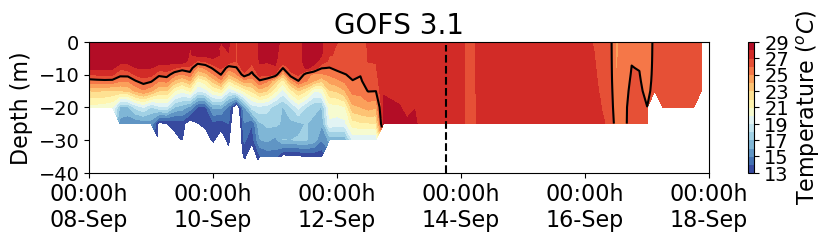 GOFS 3.1
Depth (m)
0
−10
−20
−30
−40
00:00h 00:00h 00:00h 00:00h 00:00h 00:00h
08-Sep 10-Sep 12-Sep 14-Sep 16-Sep 18-Sep
29
27
25
23
21
19
17
15
13
Temperature (°C)